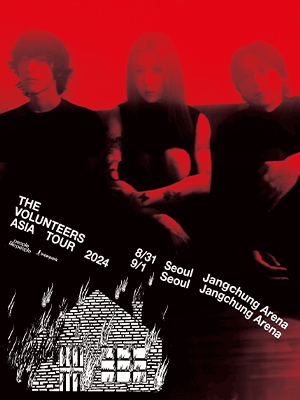 THE
VOLUNTEERS
ASIA TOUR 2024
8/31 Seoul Jangchung Arena
9/1 Seoul Jangchung Arena